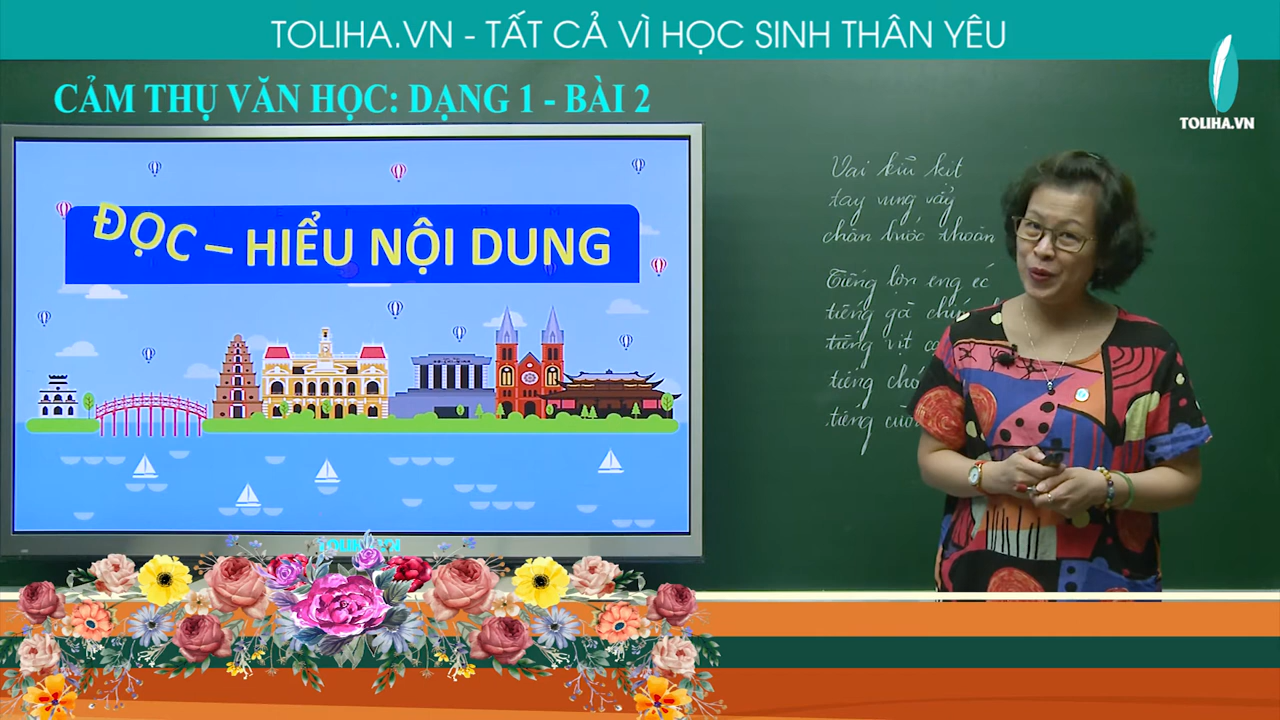 TOLIHA.VN - TẤT CẢ VÌ HỌC SINH THÂN YÊU
TOLIHA.VN
CẢM THỤ VĂN HỌC: DẠNG 1 - BÀI 2
ĐỌC – HIỂU NỘI DUNG
Vai kĩu kịt
tay vung vẩy
chân bước thoăn
Tiếng lợn eng éc
tiếng gà
tiếng vịt
tiếng
tiếng
TOLIHA.VN